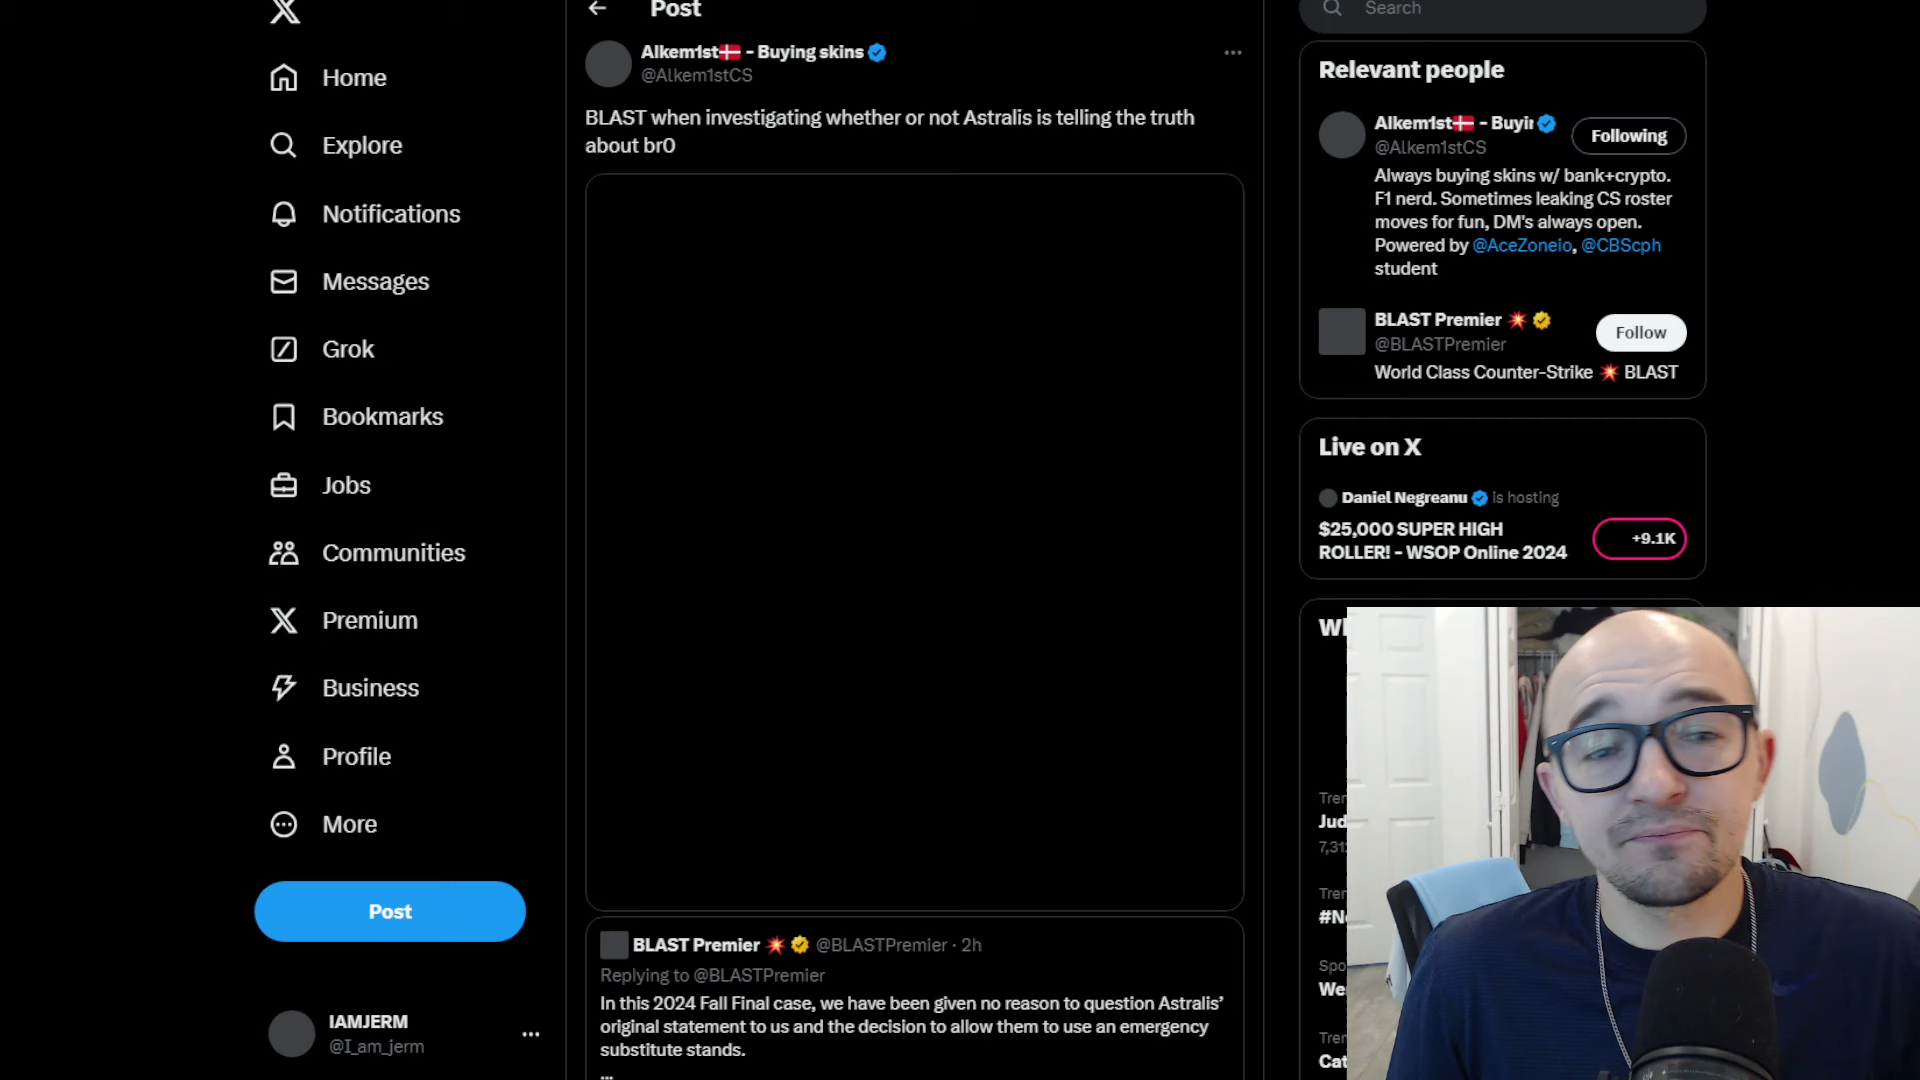 Home
Explore
Notifications
Messages
Grok
Bookmarks
Jobs
Communities
Premium
Business
Profile
More
Post
IAMJERM
@I_am_jerm
Post
Alkem1st🇩🇰 - Buying skins
@Alkem1stCS
BLAST when investigating whether or not Astralis is telling the truth
about br0
BLAST Premier 💥 @BLASTPremier · 2h
Replying to @BLASTPremier
In this 2024 Fall Final case, we have been given no reason to question Astralis’
original statement to us and the decision to allow them to use an emergency
substitute stands.
...
Search
Relevant people
Alkem1st🇩🇰 - Buyin
@Alkem1stCS
Following
Always buying skins w/ bank+crypto.
F1 nerd. Sometimes leaking CS roster
moves for fun, DM's always open.
Powered by @AceZoneio, @CBScph
student
BLAST Premier 💥
@BLASTPremier
Follow
World Class Counter-Strike 💥 BLAST
Live on X
Daniel Negreanu is hosting
$25,000 SUPER HIGH
ROLLER! - WSOP Online 2024
+9.1K